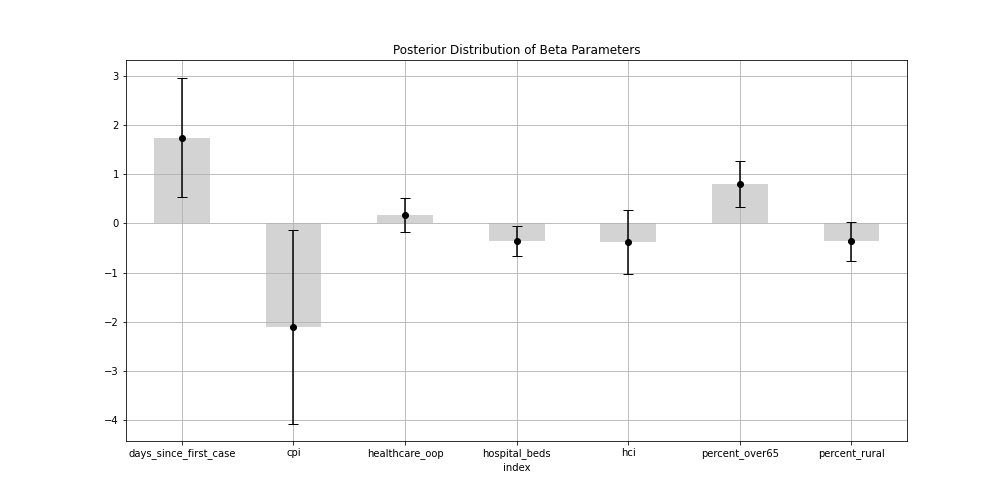 Posterior Distribution of Beta Parameters
3
2
1
0
−1
−2
−3
−4
days_since_first_case cpi healthcare_oop hospital_beds hci percent_over65 percent_rural
index